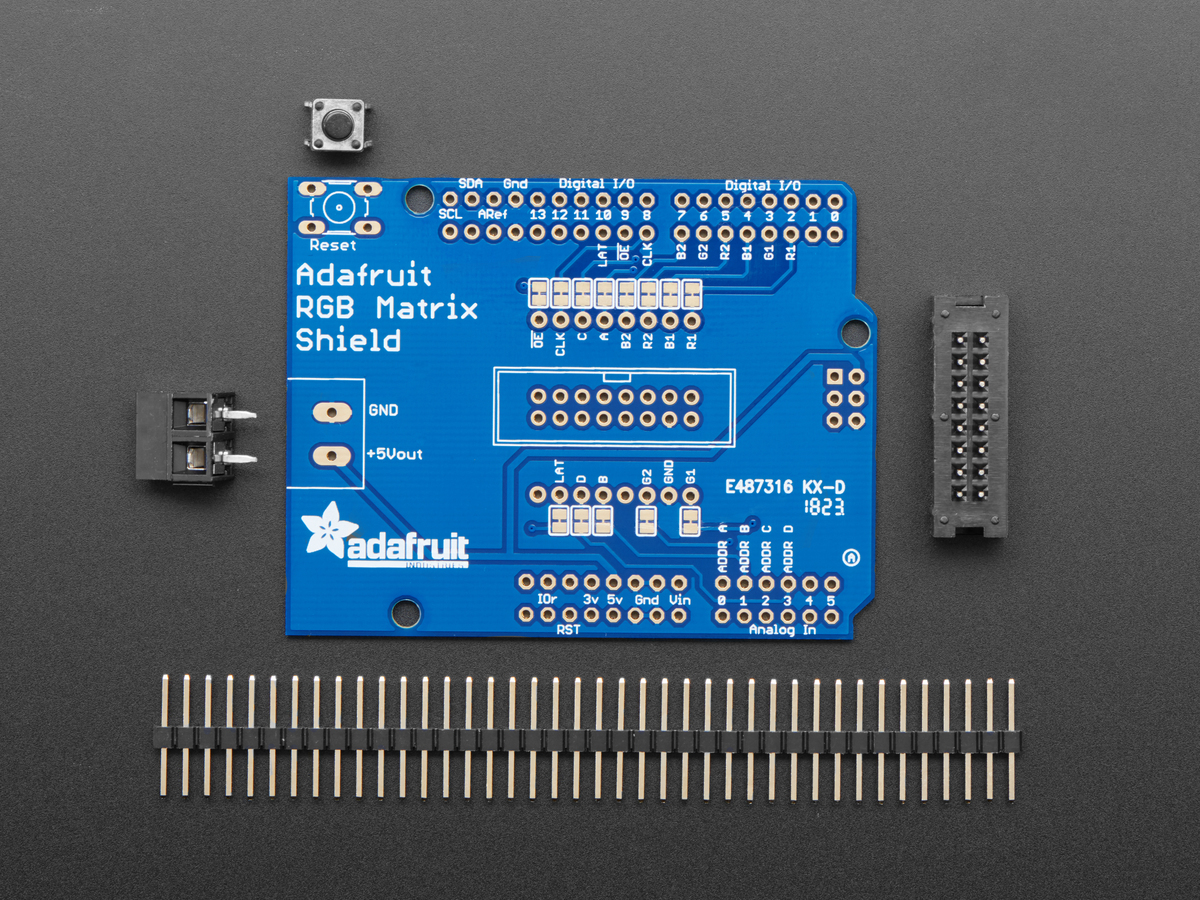 SDA Gnd Digital I/O Digital I/O
SCL ARef 13 12 11 10 9 8 7 6 5 4 3 2 1 0
LAT OE CLK B2 G2 R2 B1 G1 R1
Reset
Adafruit
RGB Matrix
Shield
OE CLK C A B2 R2 B1 R1
GND
+5Vout
LAT D B G2 GND G1
E487316 KX-D
1823
adafruit
ADDR A ADDR B ADDR C ADDR D
IOr 3v 5v Gnd Vin 0 1 2 3 4 5
RST Analog In